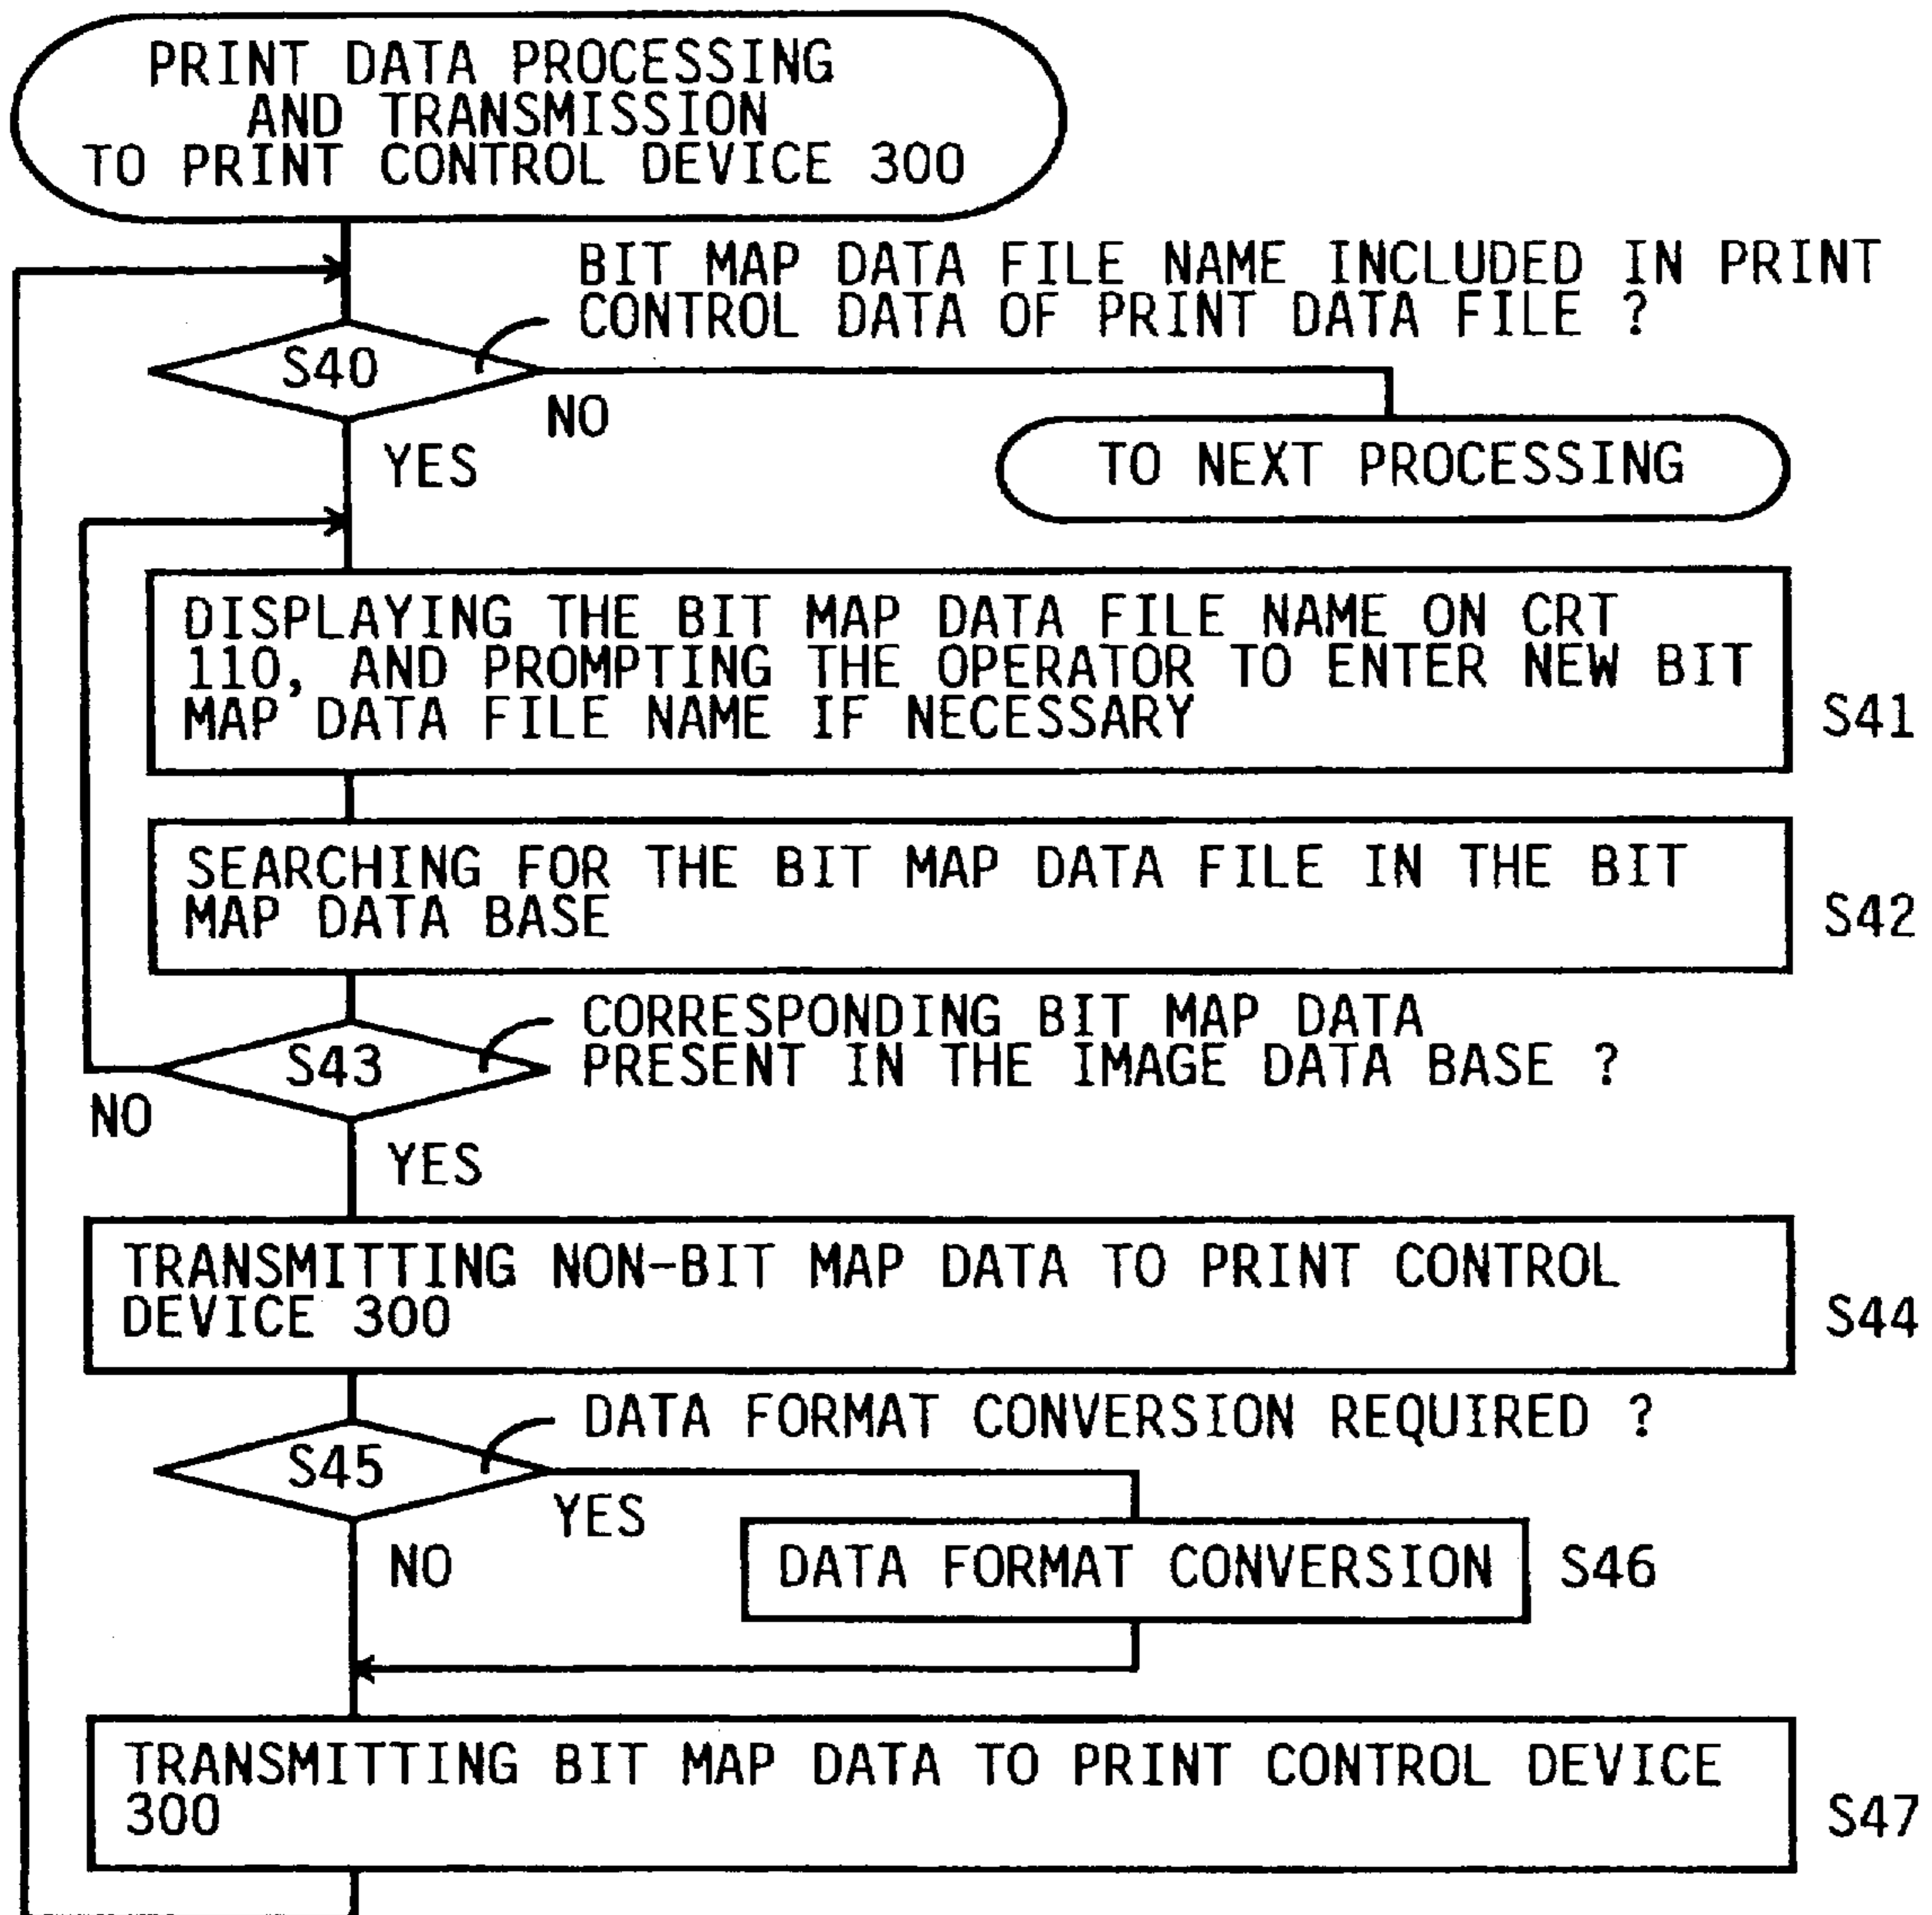 PRINT DATA PROCESSING
AND TRANSMISSION
TO PRINT CONTROL DEVICE 300
BIT MAP DATA FILE NAME INCLUDED IN PRINT
CONTROL DATA OF PRINT DATA FILE ?
S40
NO
YES
TO NEXT PROCESSING
DISPLAYING THE BIT MAP DATA FILE NAME ON CRT
110, AND PROMPTING THE OPERATOR TO ENTER NEW BIT
MAP DATA FILE NAME IF NECESSARY
S41
SEARCHING FOR THE BIT MAP DATA FILE IN THE BIT
MAP DATA BASE
S42
CORRESPONDING BIT MAP DATA
PRESENT IN THE IMAGE DATA BASE ?
S43
NO
YES
TRANSMITTING NON-BIT MAP DATA TO PRINT CONTROL
DEVICE 300
S44
DATA FORMAT CONVERSION REQUIRED ?
S45
YES
NO
DATA FORMAT CONVERSION
S46
TRANSMITTING BIT MAP DATA TO PRINT CONTROL DEVICE
300
S47